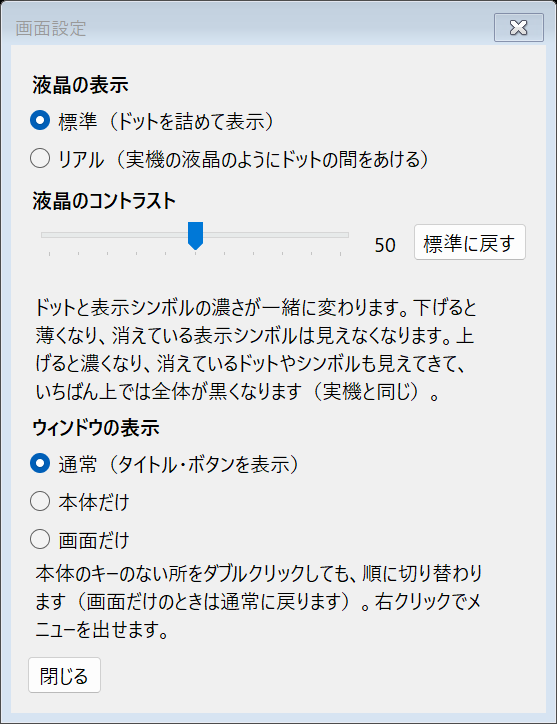 画面設定
液晶の表示
標準（ドットを詰めて表示）
リアル（実機の液晶のようにドットの間をあける）
液晶のコントラスト
50
標準に戻す
ドットと表示シンボルの濃さが一緒に変わります。下げると
薄くなり、消えている表示シンボルは見えなくなります。上
げると濃くなり、消えているドットやシンボルも見えてきて、
いちばん上では全体が黒くなります（実機と同じ）。
ウィンドウの表示
通常（タイトル・ボタンを表示）
本体だけ
画面だけ
本体のキーのない所をダブルクリックしても、順に切り替わり
ます（画面だけのときは通常に戻ります）。右クリックでメ
ニューを出せます。
閉じる